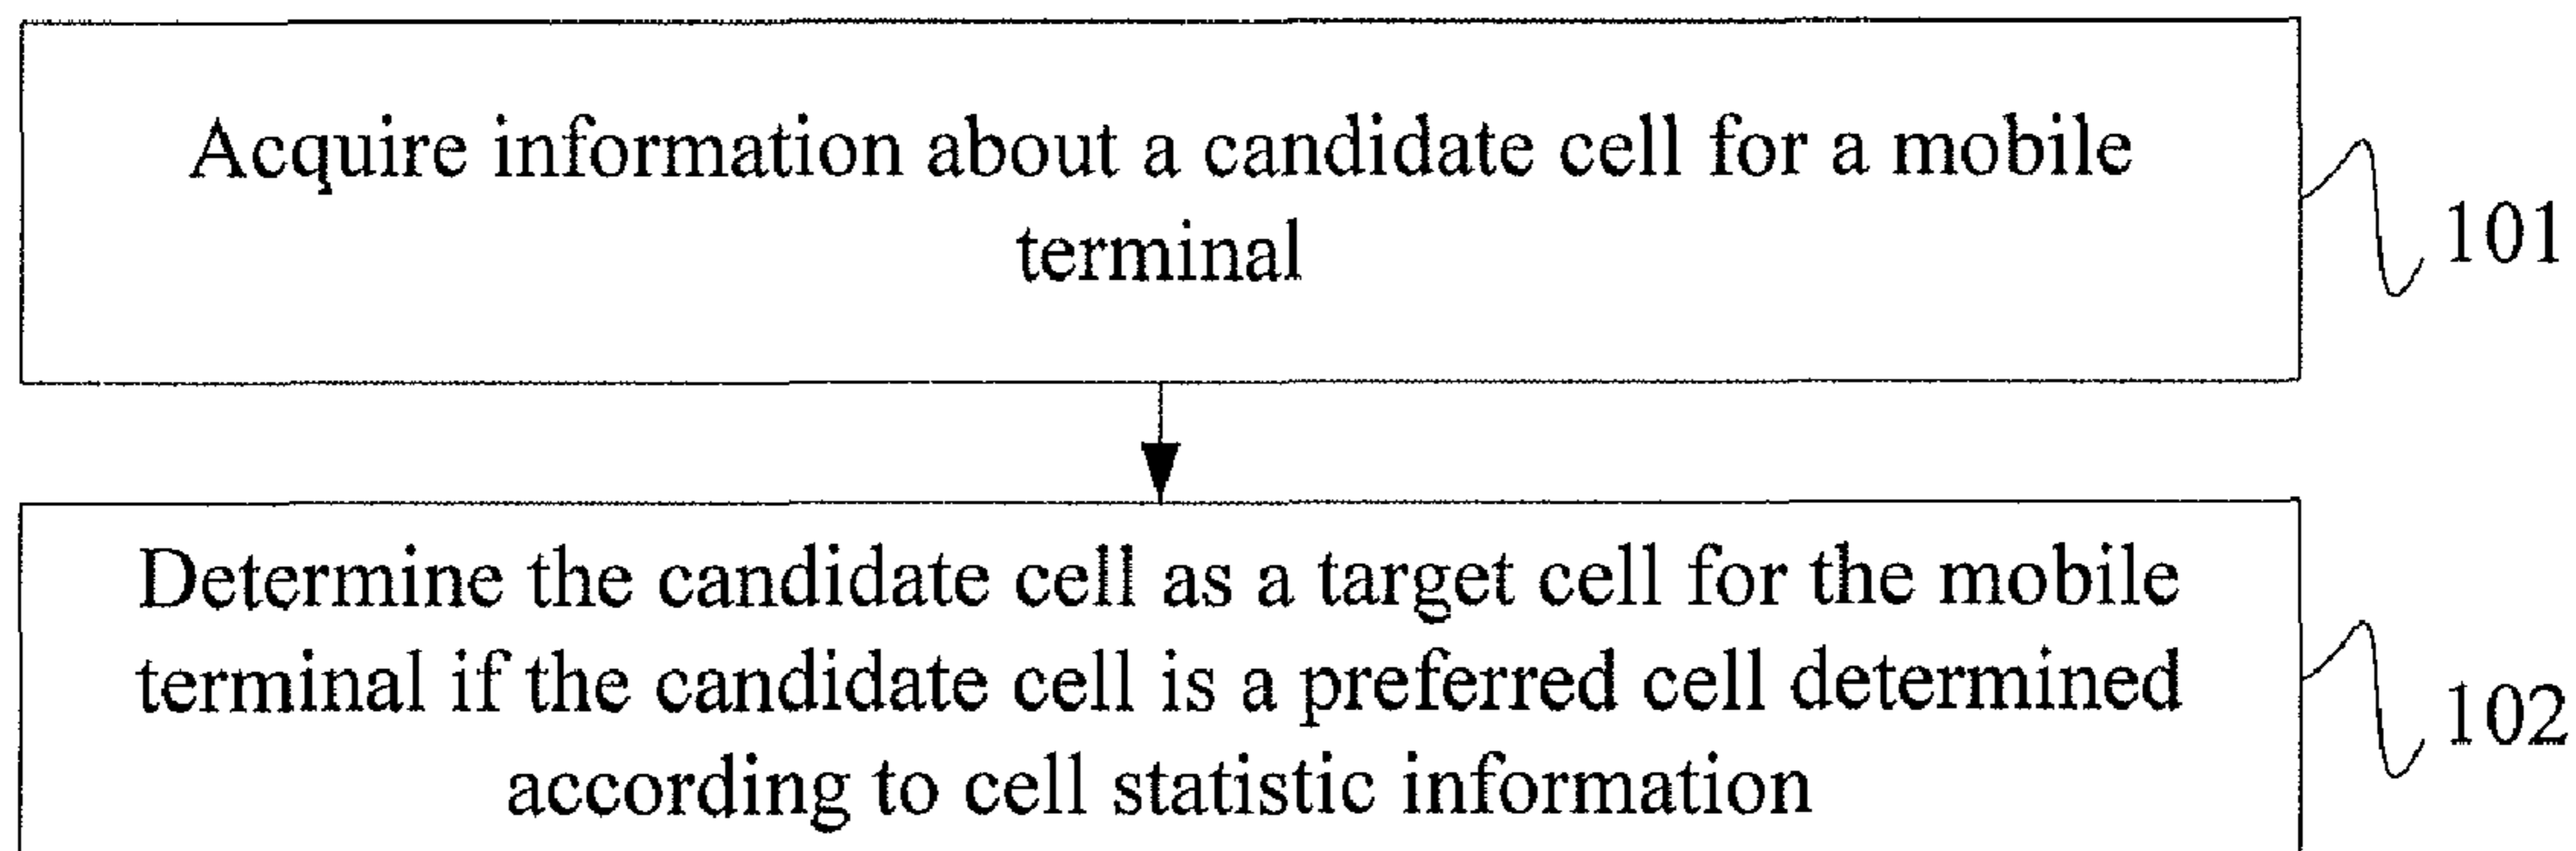 Acquire information about a candidate cell for a mobile
terminal
101
Determine the candidate cell as a target cell for the mobile
terminal if the candidate cell is a preferred cell determined
according to cell statistic information
102